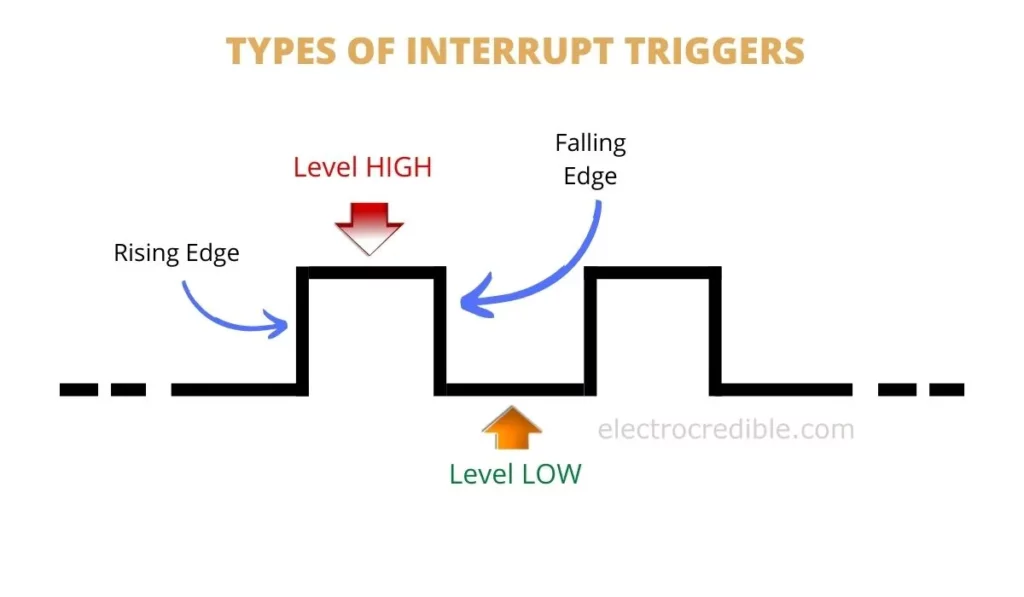 TYPES OF INTERRUPT TRIGGERS
Falling
Edge
Level HIGH
Rising Edge
electrocredible.com
Level LOW